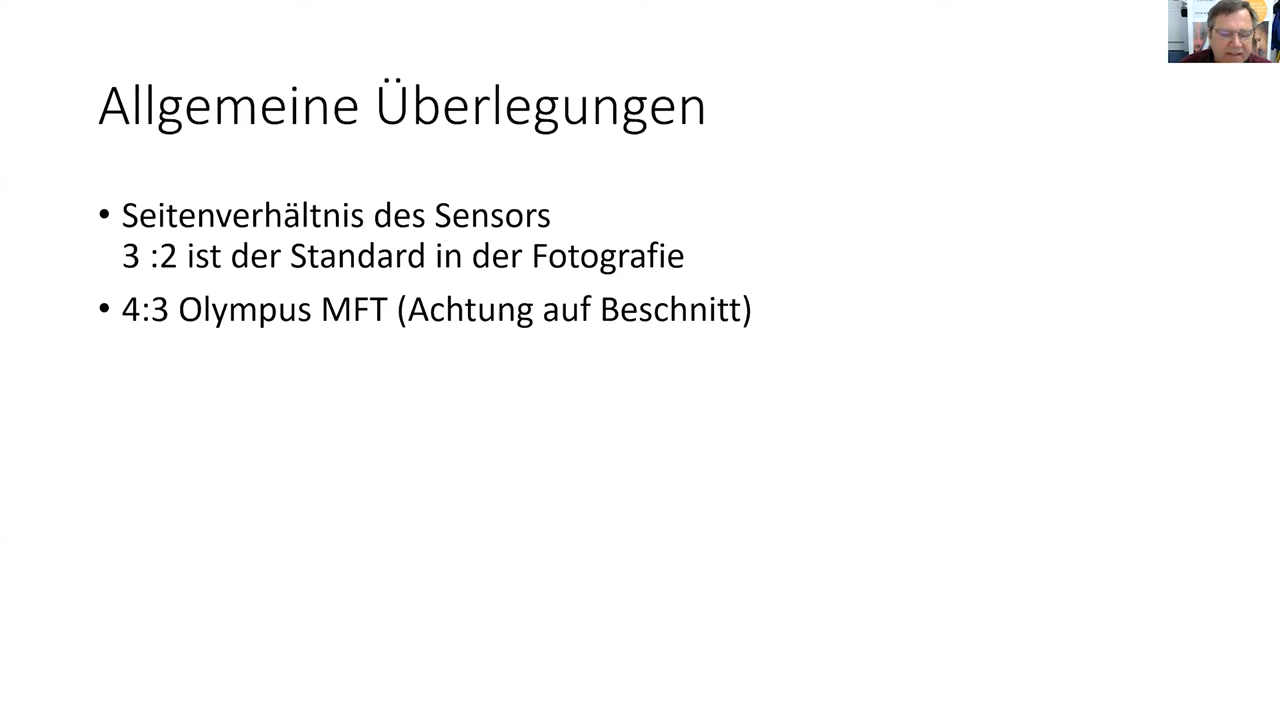 Allgemeine Überlegungen
• Seitenverhältnis des Sensors
3 :2 ist der Standard in der Fotografie
• 4:3 Olympus MFT (Achtung auf Beschnitt)